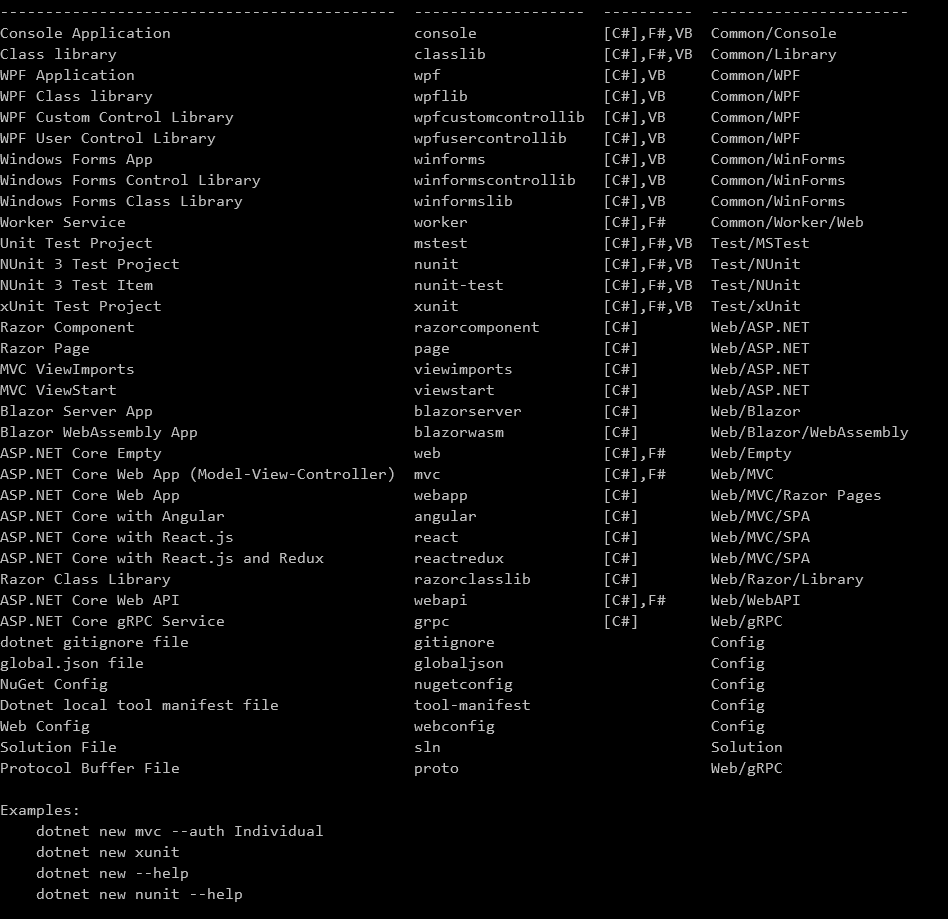 --------------------------------------------  -------------------  ----------  ----------------------
Console Application                           console              [C#],F#,VB  Common/Console
Class library                                 classlib             [C#],F#,VB  Common/Library
WPF Application                               wpf                  [C#],VB     Common/WPF
WPF Class library                             wpflib               [C#],VB     Common/WPF
WPF Custom Control Library                    wpfcustomcontrollib  [C#],VB     Common/WPF
WPF User Control Library                      wpfusercontrollib    [C#],VB     Common/WPF
Windows Forms App                             winforms             [C#],VB     Common/WinForms
Windows Forms Control Library                 winformscontrollib   [C#],VB     Common/WinForms
Windows Forms Class Library                   winformslib          [C#],VB     Common/WinForms
Worker Service                                worker               [C#],F#     Common/Worker/Web
Unit Test Project                             mstest               [C#],F#,VB  Test/MSTest
NUnit 3 Test Project                          nunit                [C#],F#,VB  Test/NUnit
NUnit 3 Test Item                             nunit-test           [C#],F#,VB  Test/NUnit
xUnit Test Project                            xunit                [C#],F#,VB  Test/xUnit
Razor Component                               razorcomponent       [C#]        Web/ASP.NET
Razor Page                                    page                 [C#]        Web/ASP.NET
MVC ViewImports                               viewimports          [C#]        Web/ASP.NET
MVC ViewStart                                 viewstart            [C#]        Web/ASP.NET
Blazor Server App                             blazorserver         [C#]        Web/Blazor
Blazor WebAssembly App                        blazorwasm           [C#]        Web/Blazor/WebAssembly
ASP.NET Core Empty                            web                  [C#],F#     Web/Empty
ASP.NET Core Web App (Model-View-Controller)  mvc                  [C#],F#     Web/MVC
ASP.NET Core Web App                          webapp               [C#]        Web/MVC/Razor Pages
ASP.NET Core with Angular                     angular              [C#]        Web/MVC/SPA
ASP.NET Core with React.js                    react                [C#]        Web/MVC/SPA
ASP.NET Core with React.js and Redux          reactredux           [C#]        Web/MVC/SPA
Razor Class Library                           razorclasslib        [C#]        Web/Razor/Library
ASP.NET Core Web API                          webapi               [C#],F#     Web/WebAPI
ASP.NET Core gRPC Service                     grpc                 [C#]        Web/gRPC
dotnet gitignore file                         gitignore                        Config
global.json file                              globaljson                       Config
NuGet Config                                  nugetconfig                      Config
Dotnet local tool manifest file               tool-manifest                    Config
Web Config                                    webconfig                        Config
Solution File                                 sln                              Solution
Protocol Buffer File                          proto                            Web/gRPC

Examples:
    dotnet new mvc --auth Individual
    dotnet new xunit
    dotnet new --help
    dotnet new nunit --help